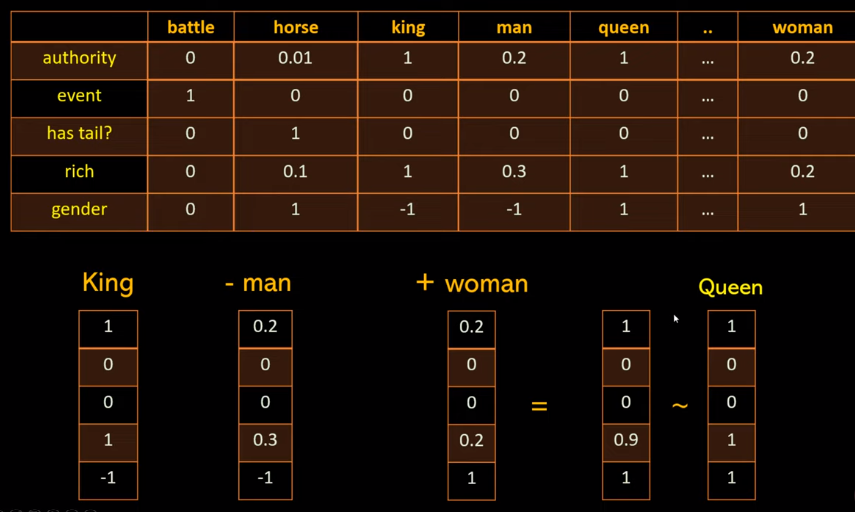 battle horse king man queen .. woman
authority 0 0.01 1 0.2 1 ... 0.2
event 1 0 0 0 0 ... 0
has tail? 0 1 0 0 0 ... 0
rich 0 0.1 1 0.3 1 ... 0.2
gender 0 1 -1 -1 1 ... 1
King - man + woman Queen
1 0.2 0.2 1 1
0 0 0 0 0
0 0 0 = 0 ~ 0
1 0.3 0.2 0.9 1
-1 -1 1 1 1